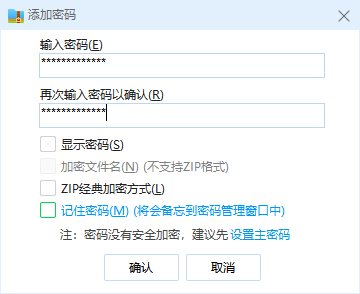 添加密码
输入密码(E)
*************
再次输入密码以确认(R)
*************
显示密码(S)
加密文件名(N) (不支持ZIP格式)
ZIP经典加密方式(L)
记住密码(M) (将会备忘到密码管理窗口中)
注：密码没有安全加密，建议先 设置主密码
确认
取消